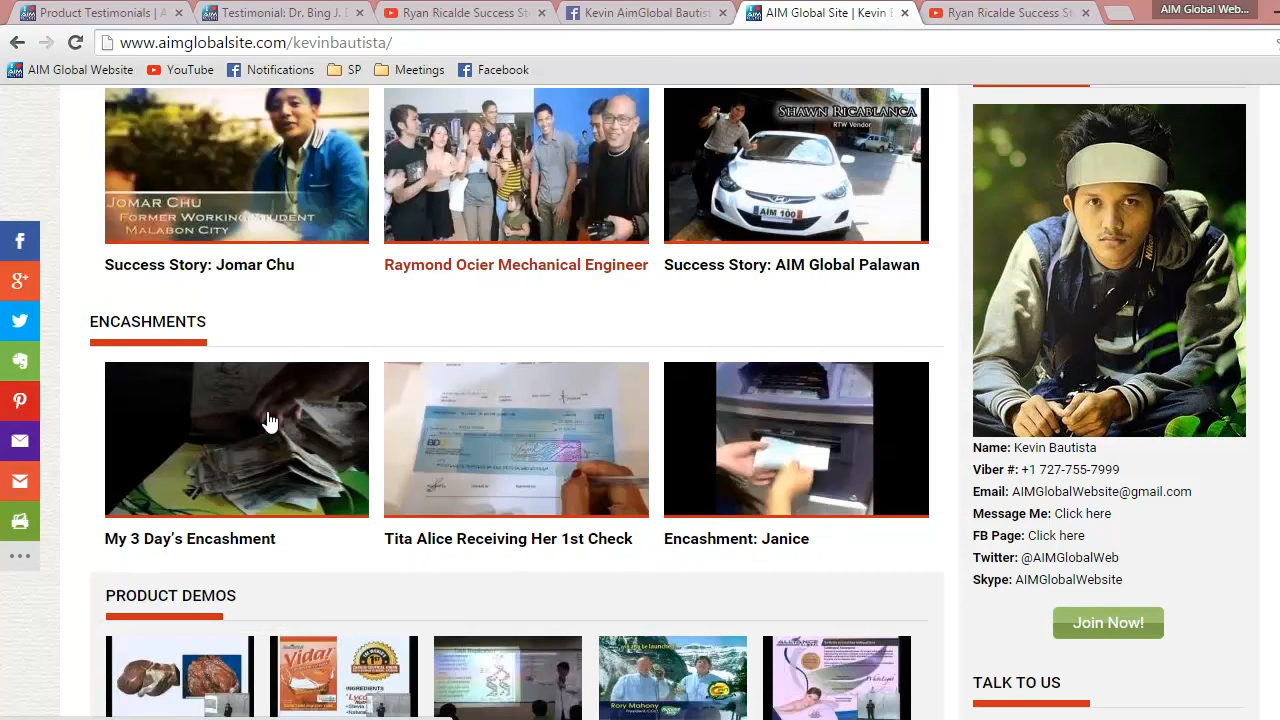 Product Testimonials | A
Testimonial: Dr. Bing J. E
Ryan Ricalde Success St
Kevin AimGlobal Bautist
AIM Global Site | Kevin B
Ryan Ricalde Success St
AIM Global Web...
www.aimglobalsite.com/kevinbautista/
AIM Global Website
YouTube
Notifications
SP
Meetings
Facebook
JOMAR CHU
FORMER WORKING STUDENT
MALABON CITY
SHAWN RICABLANCA
RTW Vendor
AIM 100
Success Story: Jomar Chu
Raymond Ocier Mechanical Engineer
Success Story: AIM Global Palawan
ENCASHMENTS
My 3 Day’s Encashment
Tita Alice Receiving Her 1st Check
Encashment: Janice
PRODUCT DEMOS
Vida!
INGREDIENTS
Rory Mahony
Nikon
Name: Kevin Bautista
Viber #: +1 727-755-7999
Email: AIMGlobalWebsite@gmail.com
Message Me: Click here
FB Page: Click here
Twitter: @AIMGlobalWeb
Skype: AIMGlobalWebsite
Join Now!
TALK TO US